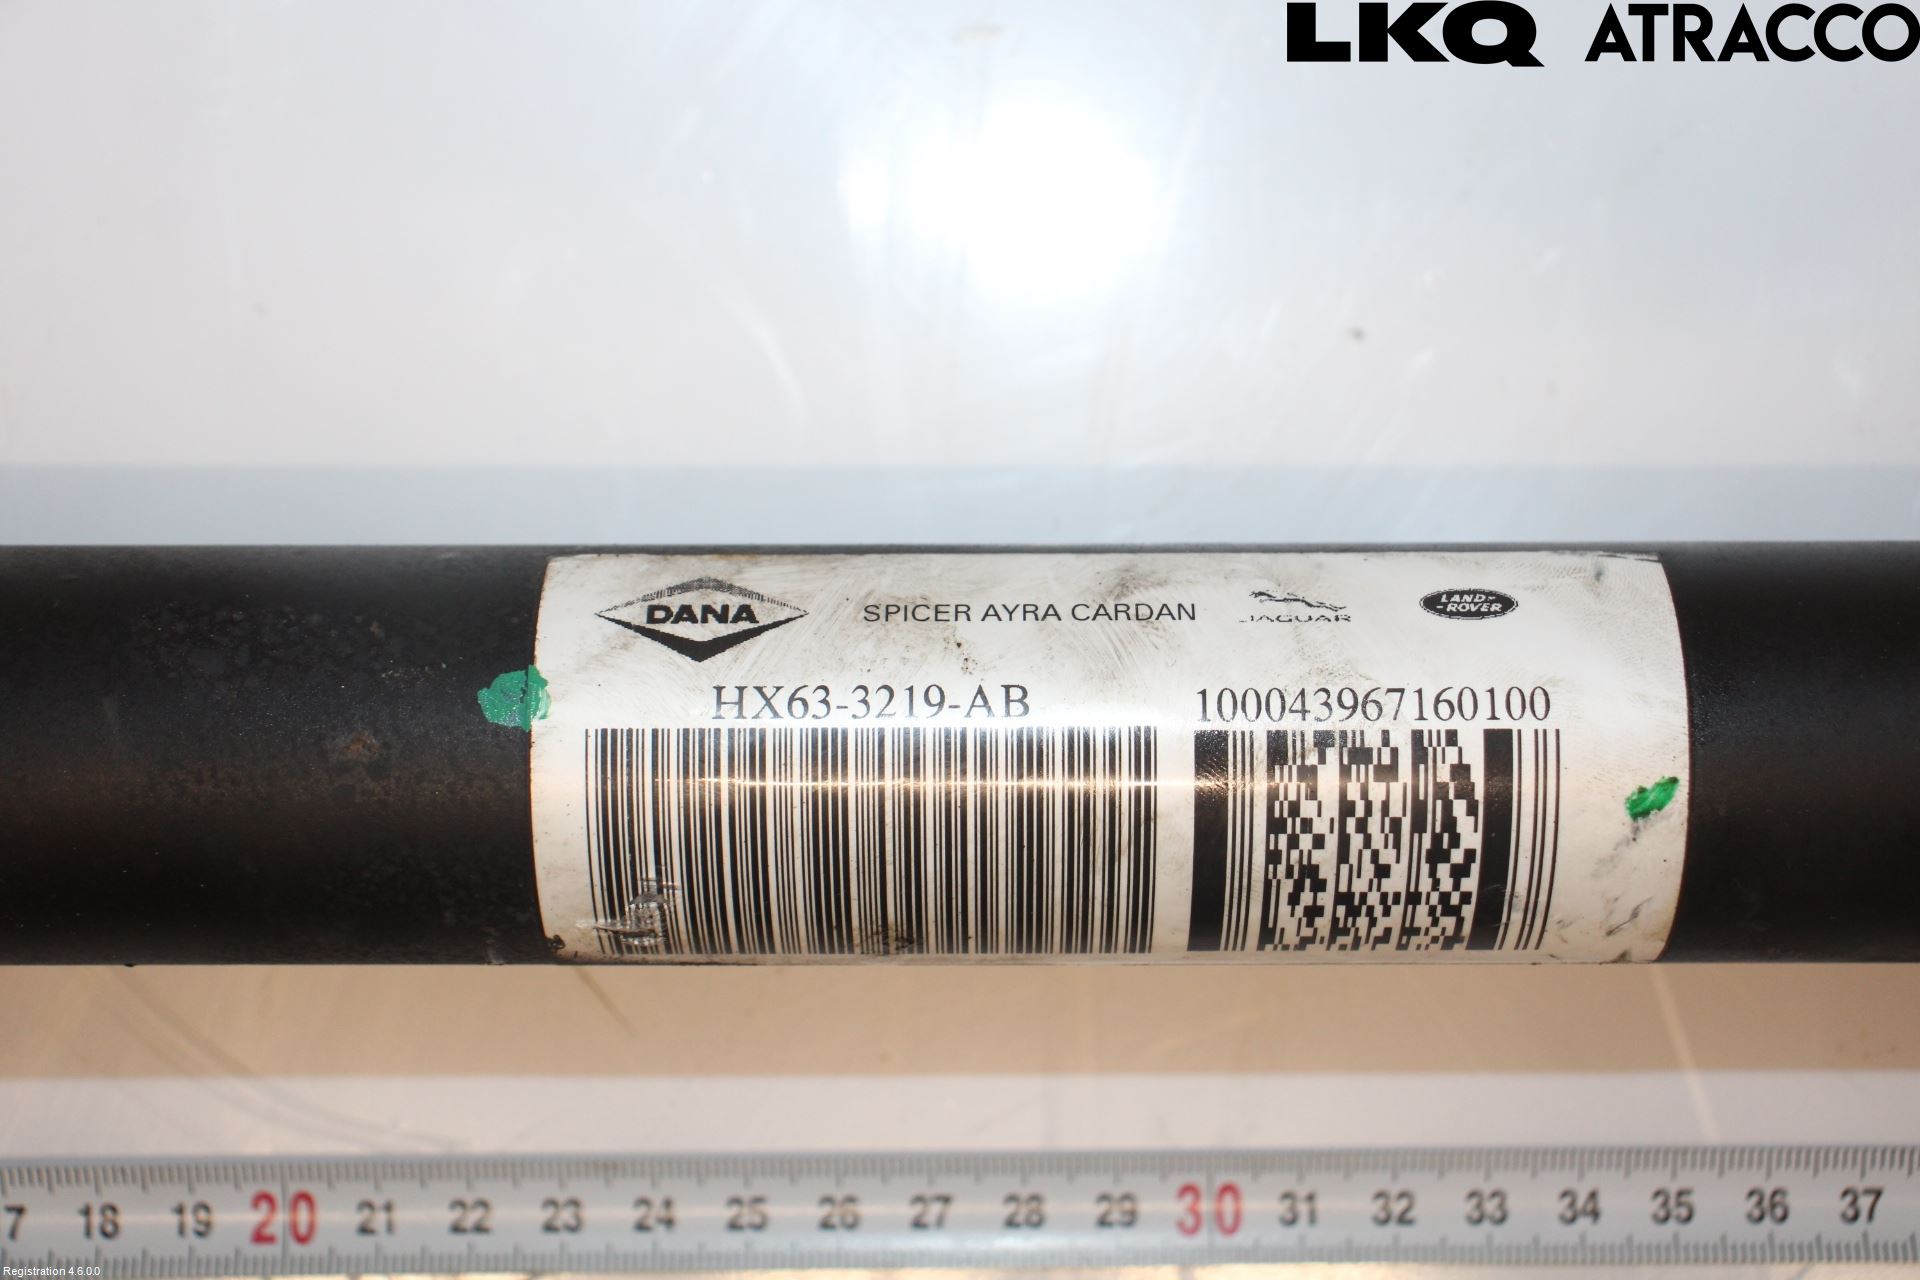 LKQ ATRACCO
DANA SPICER AYRA CARDAN JAGUAR LAND-
-ROVER
HX63-3219-AB 100043967160100
7 18 19 20 21 22 23 24 25 26 27 28 29 30 31 32 33 34 35 36 37
Registration 4.6.0.0